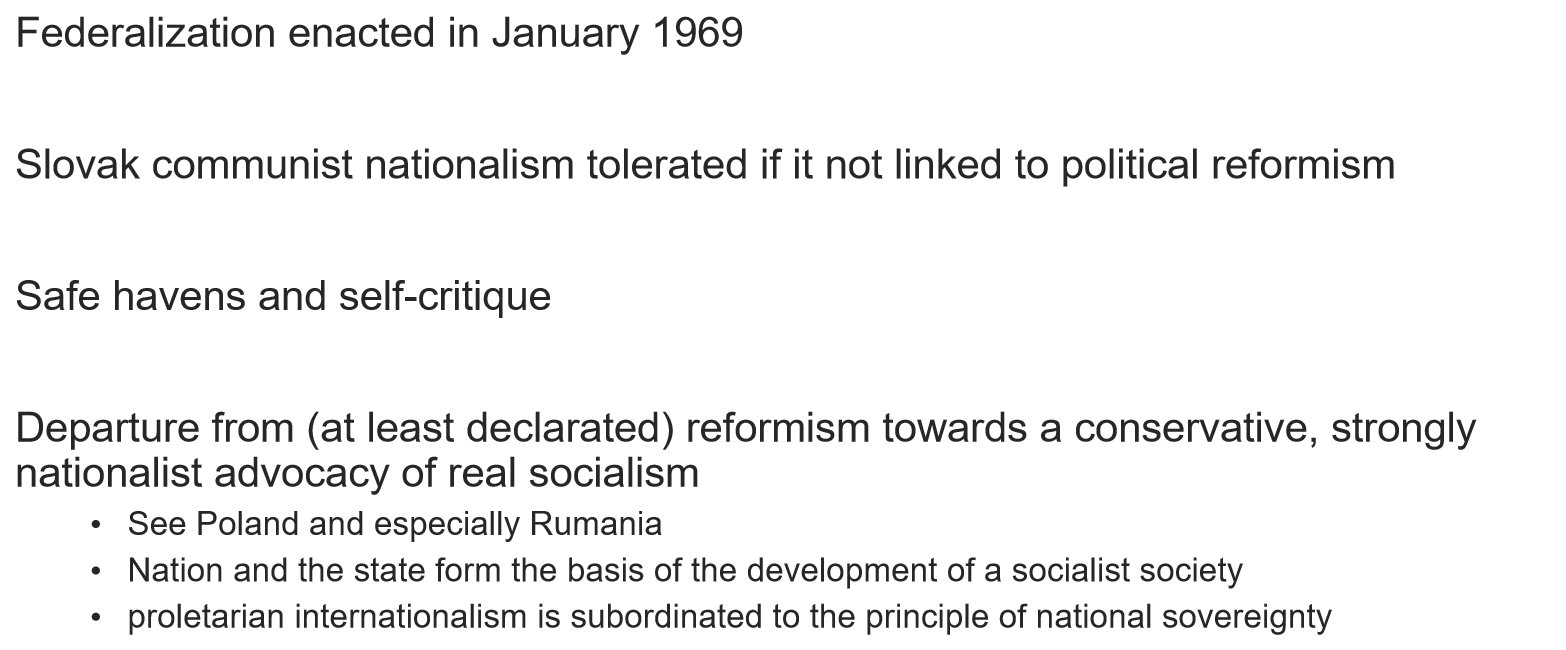 Federalization enacted in January 1969
Slovak communist nationalism tolerated if it not linked to political reformism
Safe havens and self-critique
Departure from (at least declarated) reformism towards a conservative, strongly
nationalist advocacy of real socialism
• See Poland and especially Rumania
• Nation and the state form the basis of the development of a socialist society
• proletarian internationalism is subordinated to the principle of national sovereignty